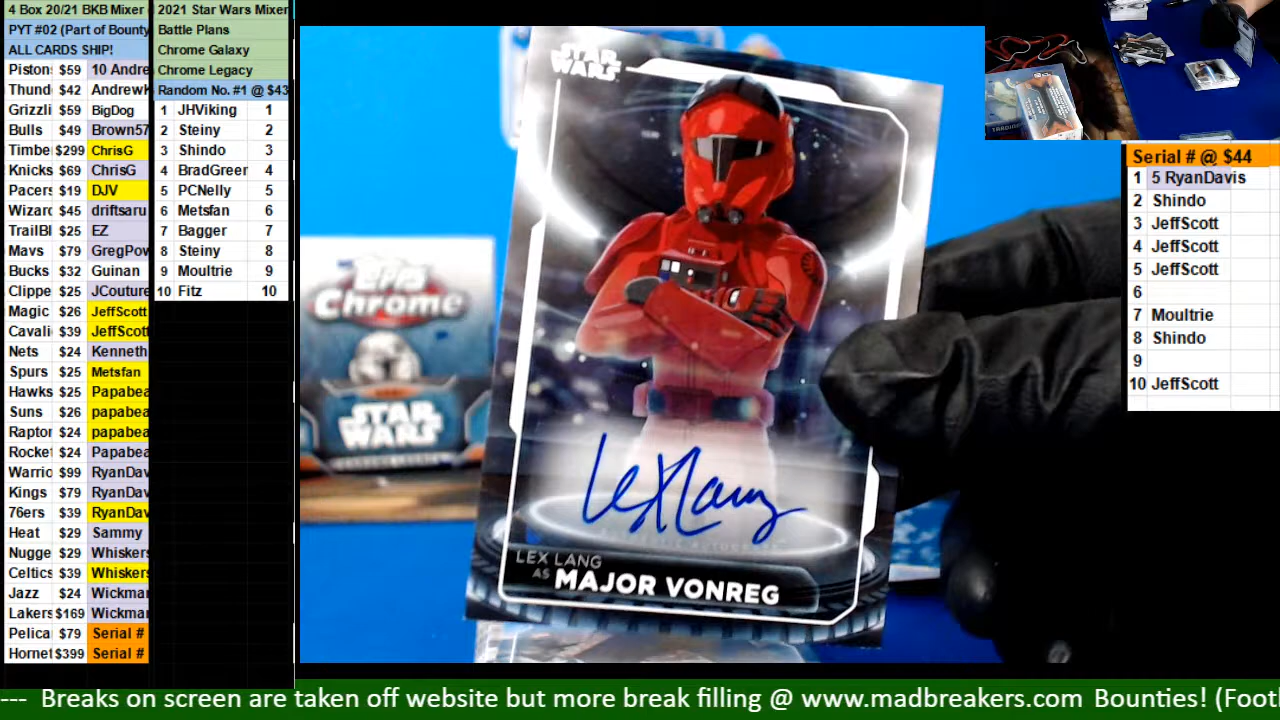 4 Box 20/21 BKB Mixer
PYT #02 (Part of Bounty
ALL CARDS SHIP!
Piston: $59 10 Andre
Thund $42 AndrewK
Grizzli $59 BigDog
Bulls $49 Brown57
Timbe $299 ChrisG
Knicks $69 ChrisG
Pacers $19 DJV
Wizard $45 driftsaru
TrailBl $25 EZ
Mavs $79 GregPow
Bucks $32 Guinan
Clippe $25 JCouture
Magic $26 JeffScott
Cavali $39 JeffScott
Nets $24 Kenneth
Spurs $25 Metsfan
Hawks $25 Papabea
Suns $26 papabea
Raptor $24 papabea
Rocket $24 Papabea
Warric $99 RyanDav
Kings $79 RyanDav
76ers $39 RyanDav
Heat $29 Sammy
Nugge $29 Whiskers
Celtics $39 Whiskers
Jazz $24 Wickmar
Lakers $169 Wickmar
Pelica $79 Serial #
Hornet $399 Serial #
2021 Star Wars Mixer
Battle Plans
Chrome Galaxy
Chrome Legacy
Random No. #1 @ $43
1 JHViking 1
2 Steiny 2
3 Shindo 3
4 BradGreer 4
5 PCNelly 5
6 Metsfan 6
7 Bagger 7
8 Steiny 8
9 Moultrie 9
10 Fitz 10
STAR WARS
Lex Lang
LEX LANG
AS MAJOR VONREG
Topps
Chrome
STAR WARS
Serial # @ $44
1 5 RyanDavis
2 Shindo
3 JeffScott
4 JeffScott
5 JeffScott
6
7 Moultrie
8 Shindo
9
10 JeffScott
--- Breaks on screen are taken off website but more break filling @ www.madbreakers.com Bounties! (Footl